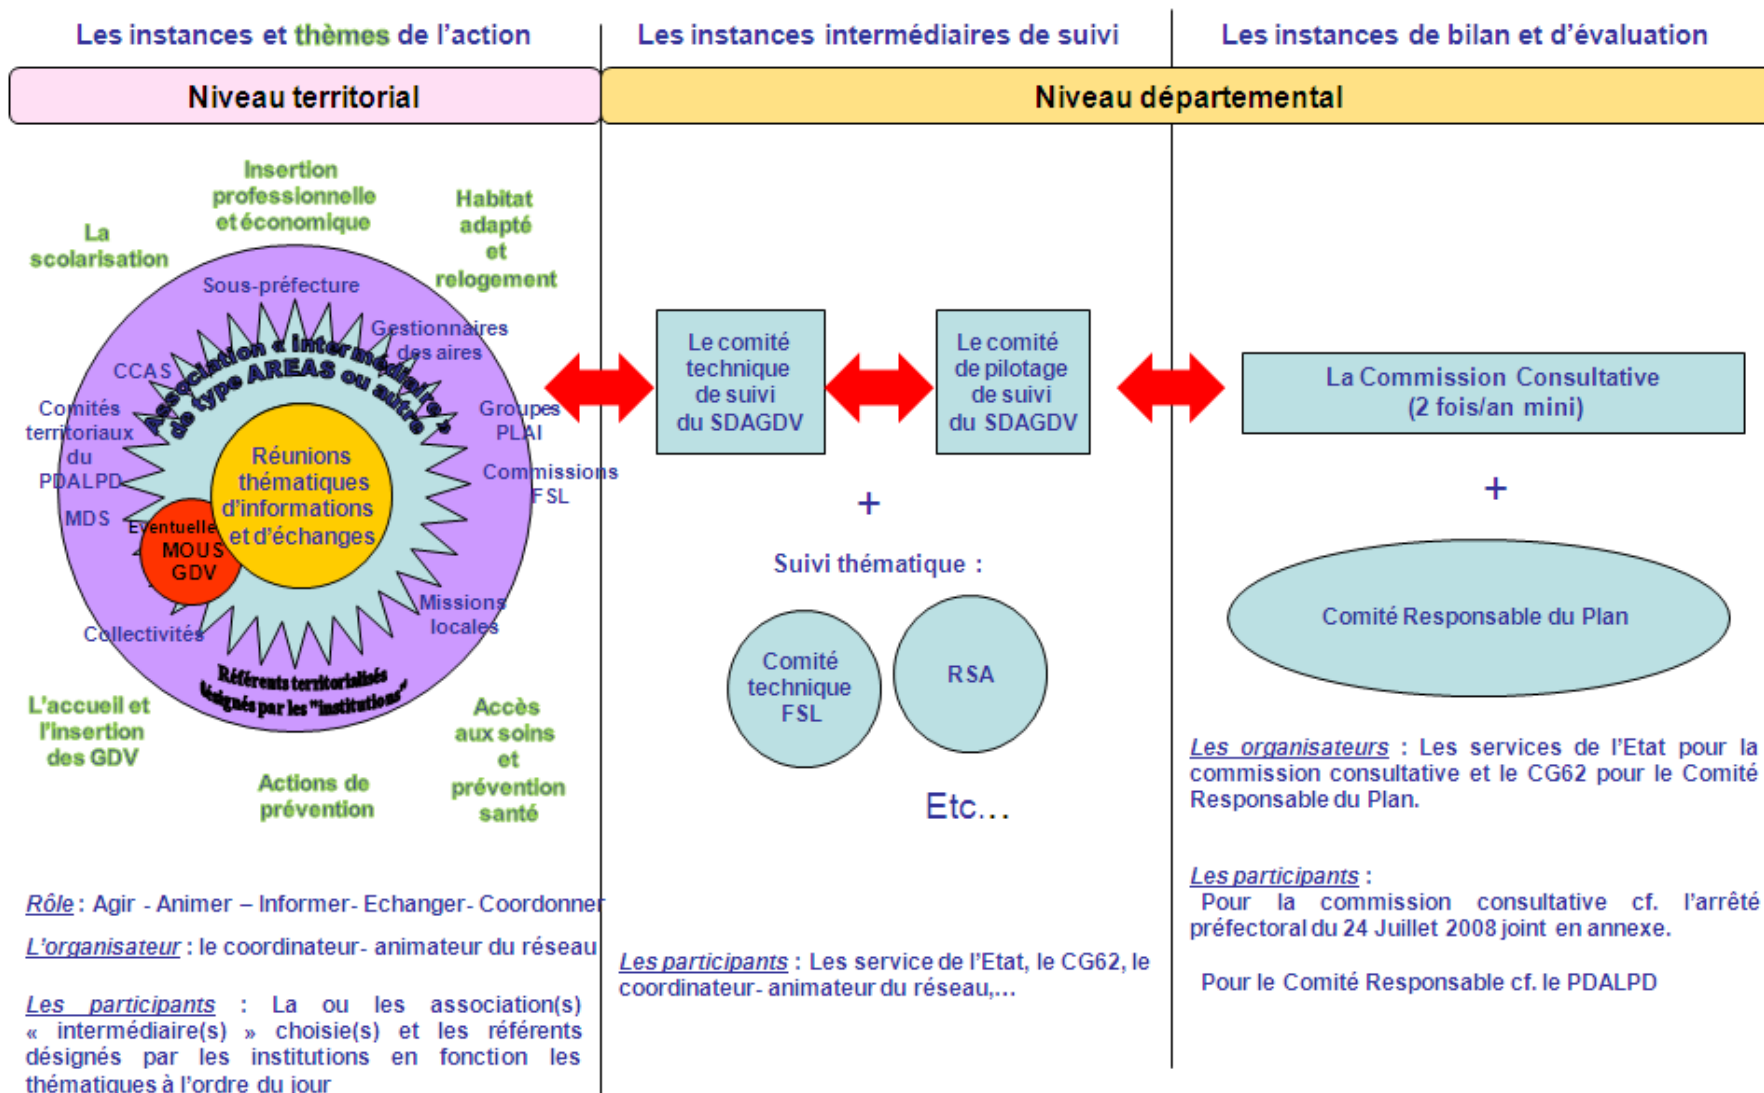 Les instances et thèmes de l'action
Les instances intermédiaires de suivi
Les instances de bilan et d'évaluation
Niveau territorial
Niveau départemental
Insertion
professionnelle
et économique
Habitat
adapté
et
relogement
La
scolarisation
Sous-préfecture
Gestionnaires
des aires
CCAS
Association « intermédiaire »
de type AREAS ou autre
Comités
territoriaux
du
PDALPD
Groupes
PLAI
Commissions
FSL
MDS
Réunions
thématiques
d'informations
et d'échanges
MOUS
GDV
Missions
locales
Collectivités
Référents territorialisés
désignés par les "institutions"
L'accueil et
l'insertion
des GDV
Actions de
prévention
Accès
aux soins
et
prévention
santé
Rôle : Agir - Animer – Informer- Echanger- Coordonner
L'organisateur : le coordinateur- animateur du réseau
Les participants : La ou les association(s)
« intermédiaire(s) » choisie(s) et les référents
désignés par les institutions en fonction les
thématiques à l'ordre du jour
Le comité
technique
de suivi
du SDAGDV
Le comité
de pilotage
de suivi
du SDAGDV
+
Suivi thématique :
Comité
technique
FSL
RSA
Etc...
Les participants : Les service de l'Etat, le CG62, le
coordinateur- animateur du réseau,...
La Commission Consultative
(2 fois/an mini)
+
Comité Responsable du Plan
Les organisateurs : Les services de l'Etat pour la
commission consultative et le CG62 pour le Comité
Responsable du Plan.
Les participants :
Pour la commission consultative cf. l'arrêté
préfectoral du 24 Juillet 2008 joint en annexe.
Pour le Comité Responsable cf. le PDALPD